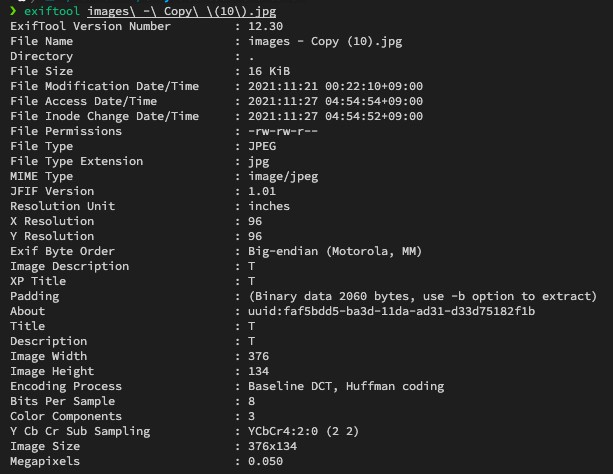 ❯ exiftool images\ -\ Copy\ \(10\).jpg
ExifTool Version Number : 12.30
File Name : images - Copy (10).jpg
Directory : .
File Size : 16 KiB
File Modification Date/Time : 2021:11:21 00:22:10+09:00
File Access Date/Time : 2021:11:27 04:54:54+09:00
File Inode Change Date/Time : 2021:11:27 04:54:52+09:00
File Permissions : -rw-rw-r--
File Type : JPEG
File Type Extension : jpg
MIME Type : image/jpeg
JFIF Version : 1.01
Resolution Unit : inches
X Resolution : 96
Y Resolution : 96
Exif Byte Order : Big-endian (Motorola, MM)
Image Description : T
XP Title : T
Padding : (Binary data 2060 bytes, use -b option to extract)
About : uuid:faf5bdd5-ba3d-11da-ad31-d33d75182f1b
Title : T
Description : T
Image Width : 376
Image Height : 134
Encoding Process : Baseline DCT, Huffman coding
Bits Per Sample : 8
Color Components : 3
Y Cb Cr Sub Sampling : YCbCr4:2:0 (2 2)
Image Size : 376x134
Megapixels : 0.050